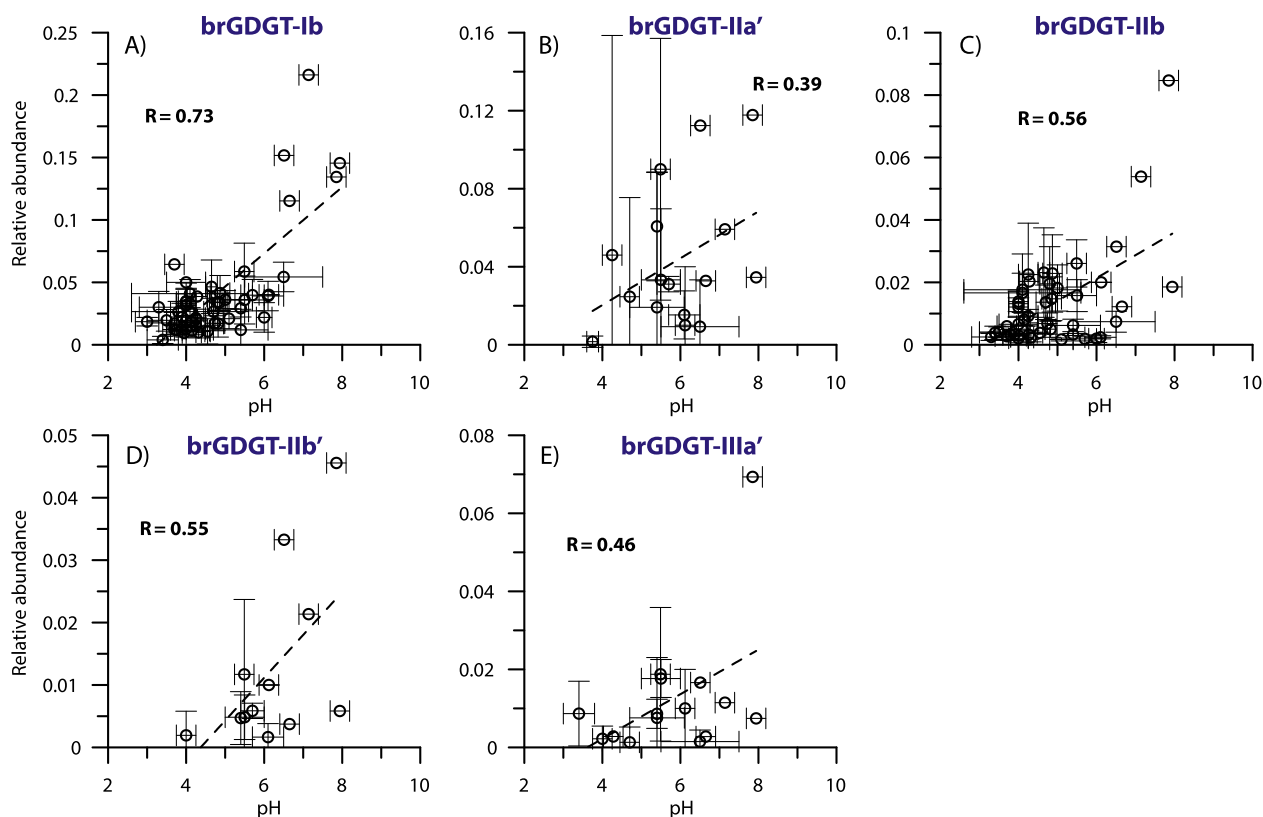 brGDGT-Ib
brGDGT-IIa′
brGDGT-IIb
A)
B)
C)
R = 0.73
R = 0.39
R = 0.56
Relative abundance
0.25
0.2
0.15
0.1
0.05
0
0.16
0.12
0.08
0.04
0
0.1
0.08
0.06
0.04
0.02
0
2 4 6 8 10
2 4 6 8 10
2 4 6 8 10
pH
pH
pH
brGDGT-IIb′
brGDGT-IIIa′
D)
E)
R = 0.55
R = 0.46
Relative abundance
0.05
0.04
0.03
0.02
0.01
0
0.08
0.06
0.04
0.02
0
2 4 6 8 10
2 4 6 8 10
pH
pH